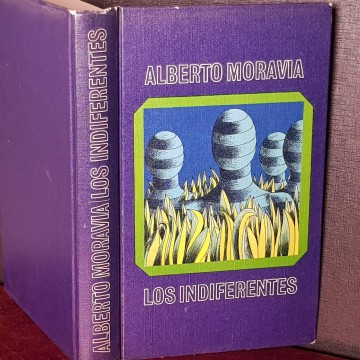 ALBERTO MORAVIA LOS INDIFERENTES
ALBERTO MORAVIA
LOS INDIFERENTES